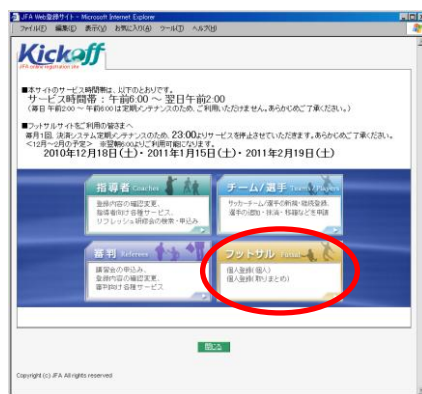 JFA Web登録サイト - Microsoft Internet Explorer
ファイル(F) 編集(E) 表示(V) お気に入り(A) ツール(T) ヘルプ(H)
Kickoff
JFA online registration site
■本サイトのサービス時間帯は、以下のとおりです。
サービス時間帯：午前6:00 ～ 翌日午前2:00
(毎日 午前2:00 ～ 午前6:00 は定期メンテナンスのため、ご利用いただけません。あらかじめご了承ください。)
■フットサルサイトをご利用の皆さまへ
毎月1回、決済システム定期メンテナンスのため、23:00よりサービスを停止させていただきます。あらかじめご了承ください。
<12月～2月の予定> ※翌朝6:00よりご利用可能になります。
2010年12月18日(土)・2011年1月15日(土)・2011年2月19日(土)
指導者 Coaches
登録内容の確認変更、
指導者向け各種サービス、
リフレッシュ研修会の検索・申込み
チーム/選手 Teams/Players
サッカーチーム/選手の新規・継続登録、
選手の追加・抹消・移籍などを申請
審判 Referees
講習会の申込み、
登録内容の確認変更、
審判向け各種サービス
フットサル Futsal
個人登録(個人)
個人登録(取りまとめ)
閉じる
Copyright (c) JFA All rights reserved